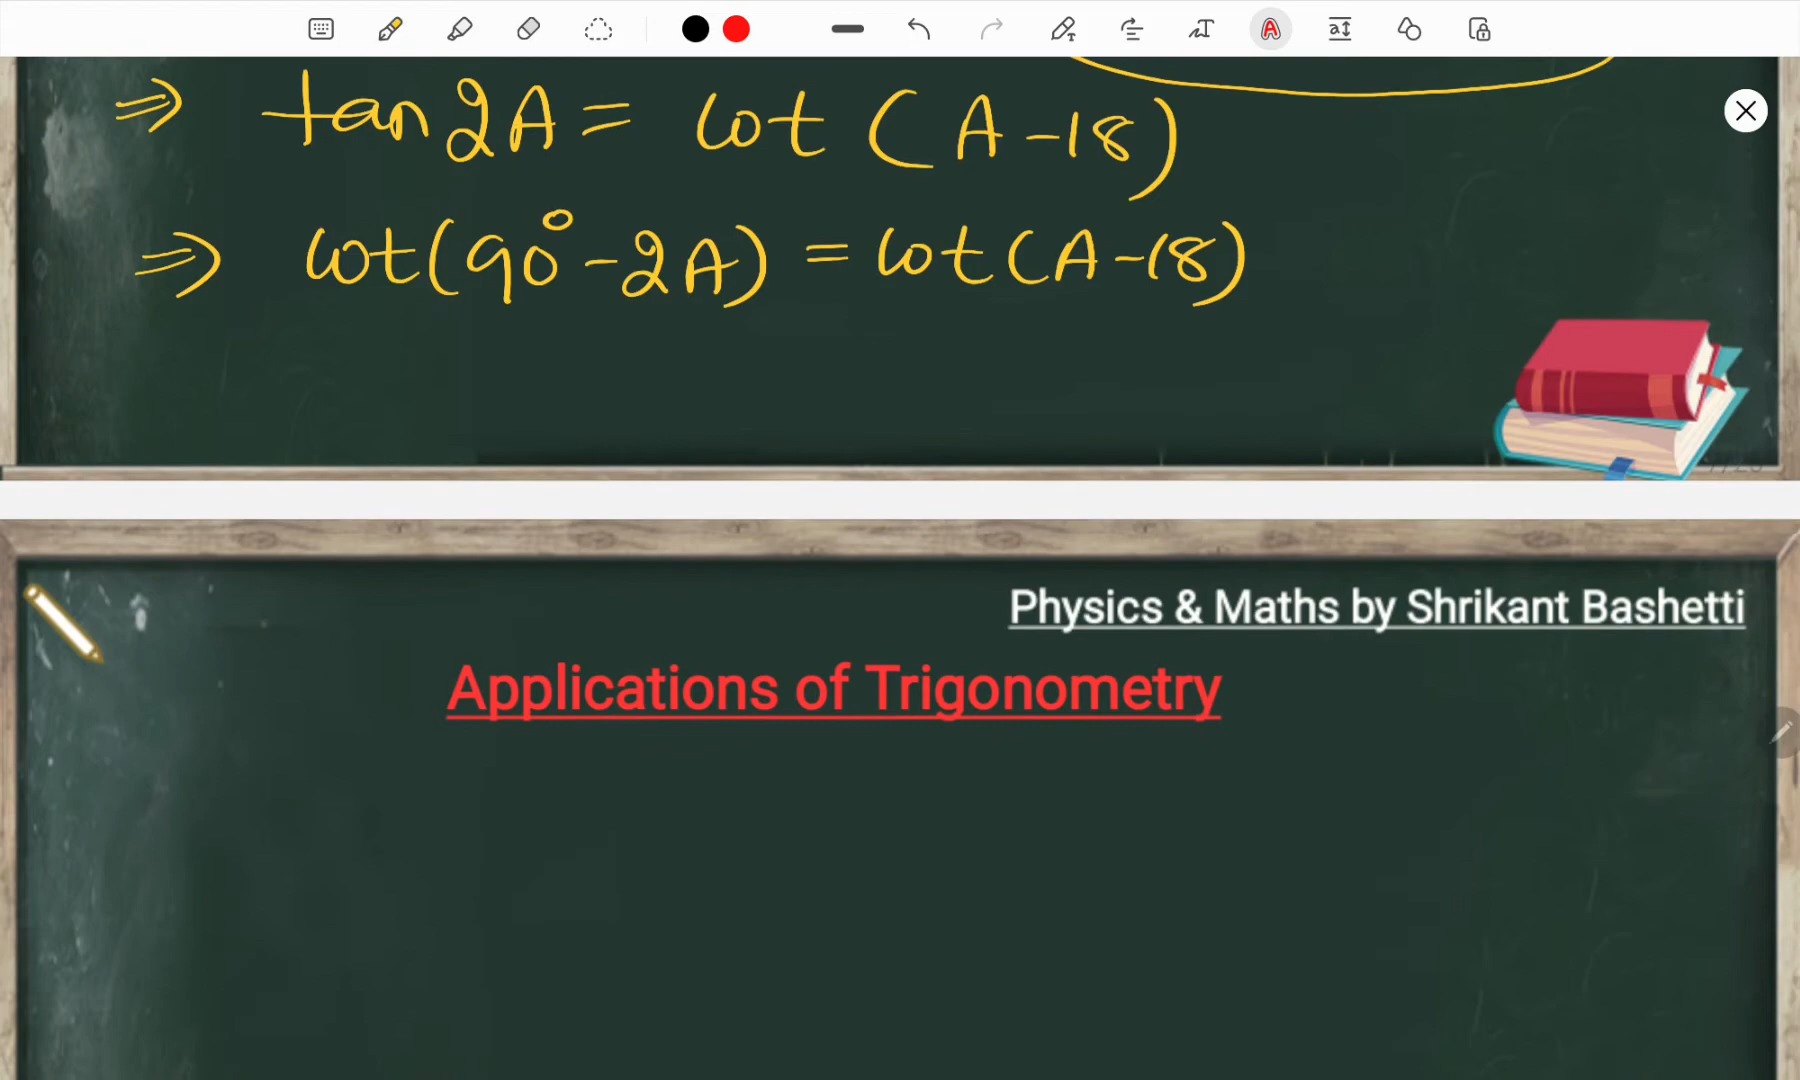 ⇒ tan 2A = cot (A - 18)
⇒ cot(90° - 2A) = cot(A - 18)
Physics & Maths by Shrikant Bashetti
Applications of Trigonometry